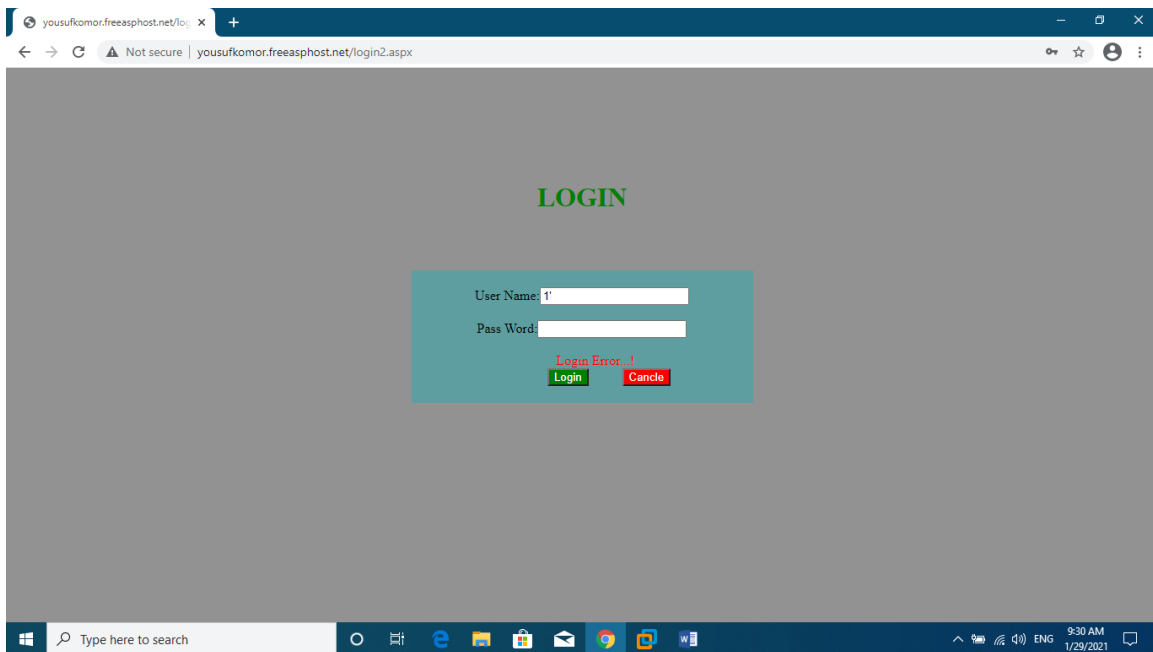 yousufkomor.freeasphost.net/log
Not secure | yousufkomor.freeasphost.net/login2.aspx
LOGIN
User Name: 1'
Pass Word:
Login Error...!
Login Cancle
Type here to search
ENG
9:30 AM
1/29/2021